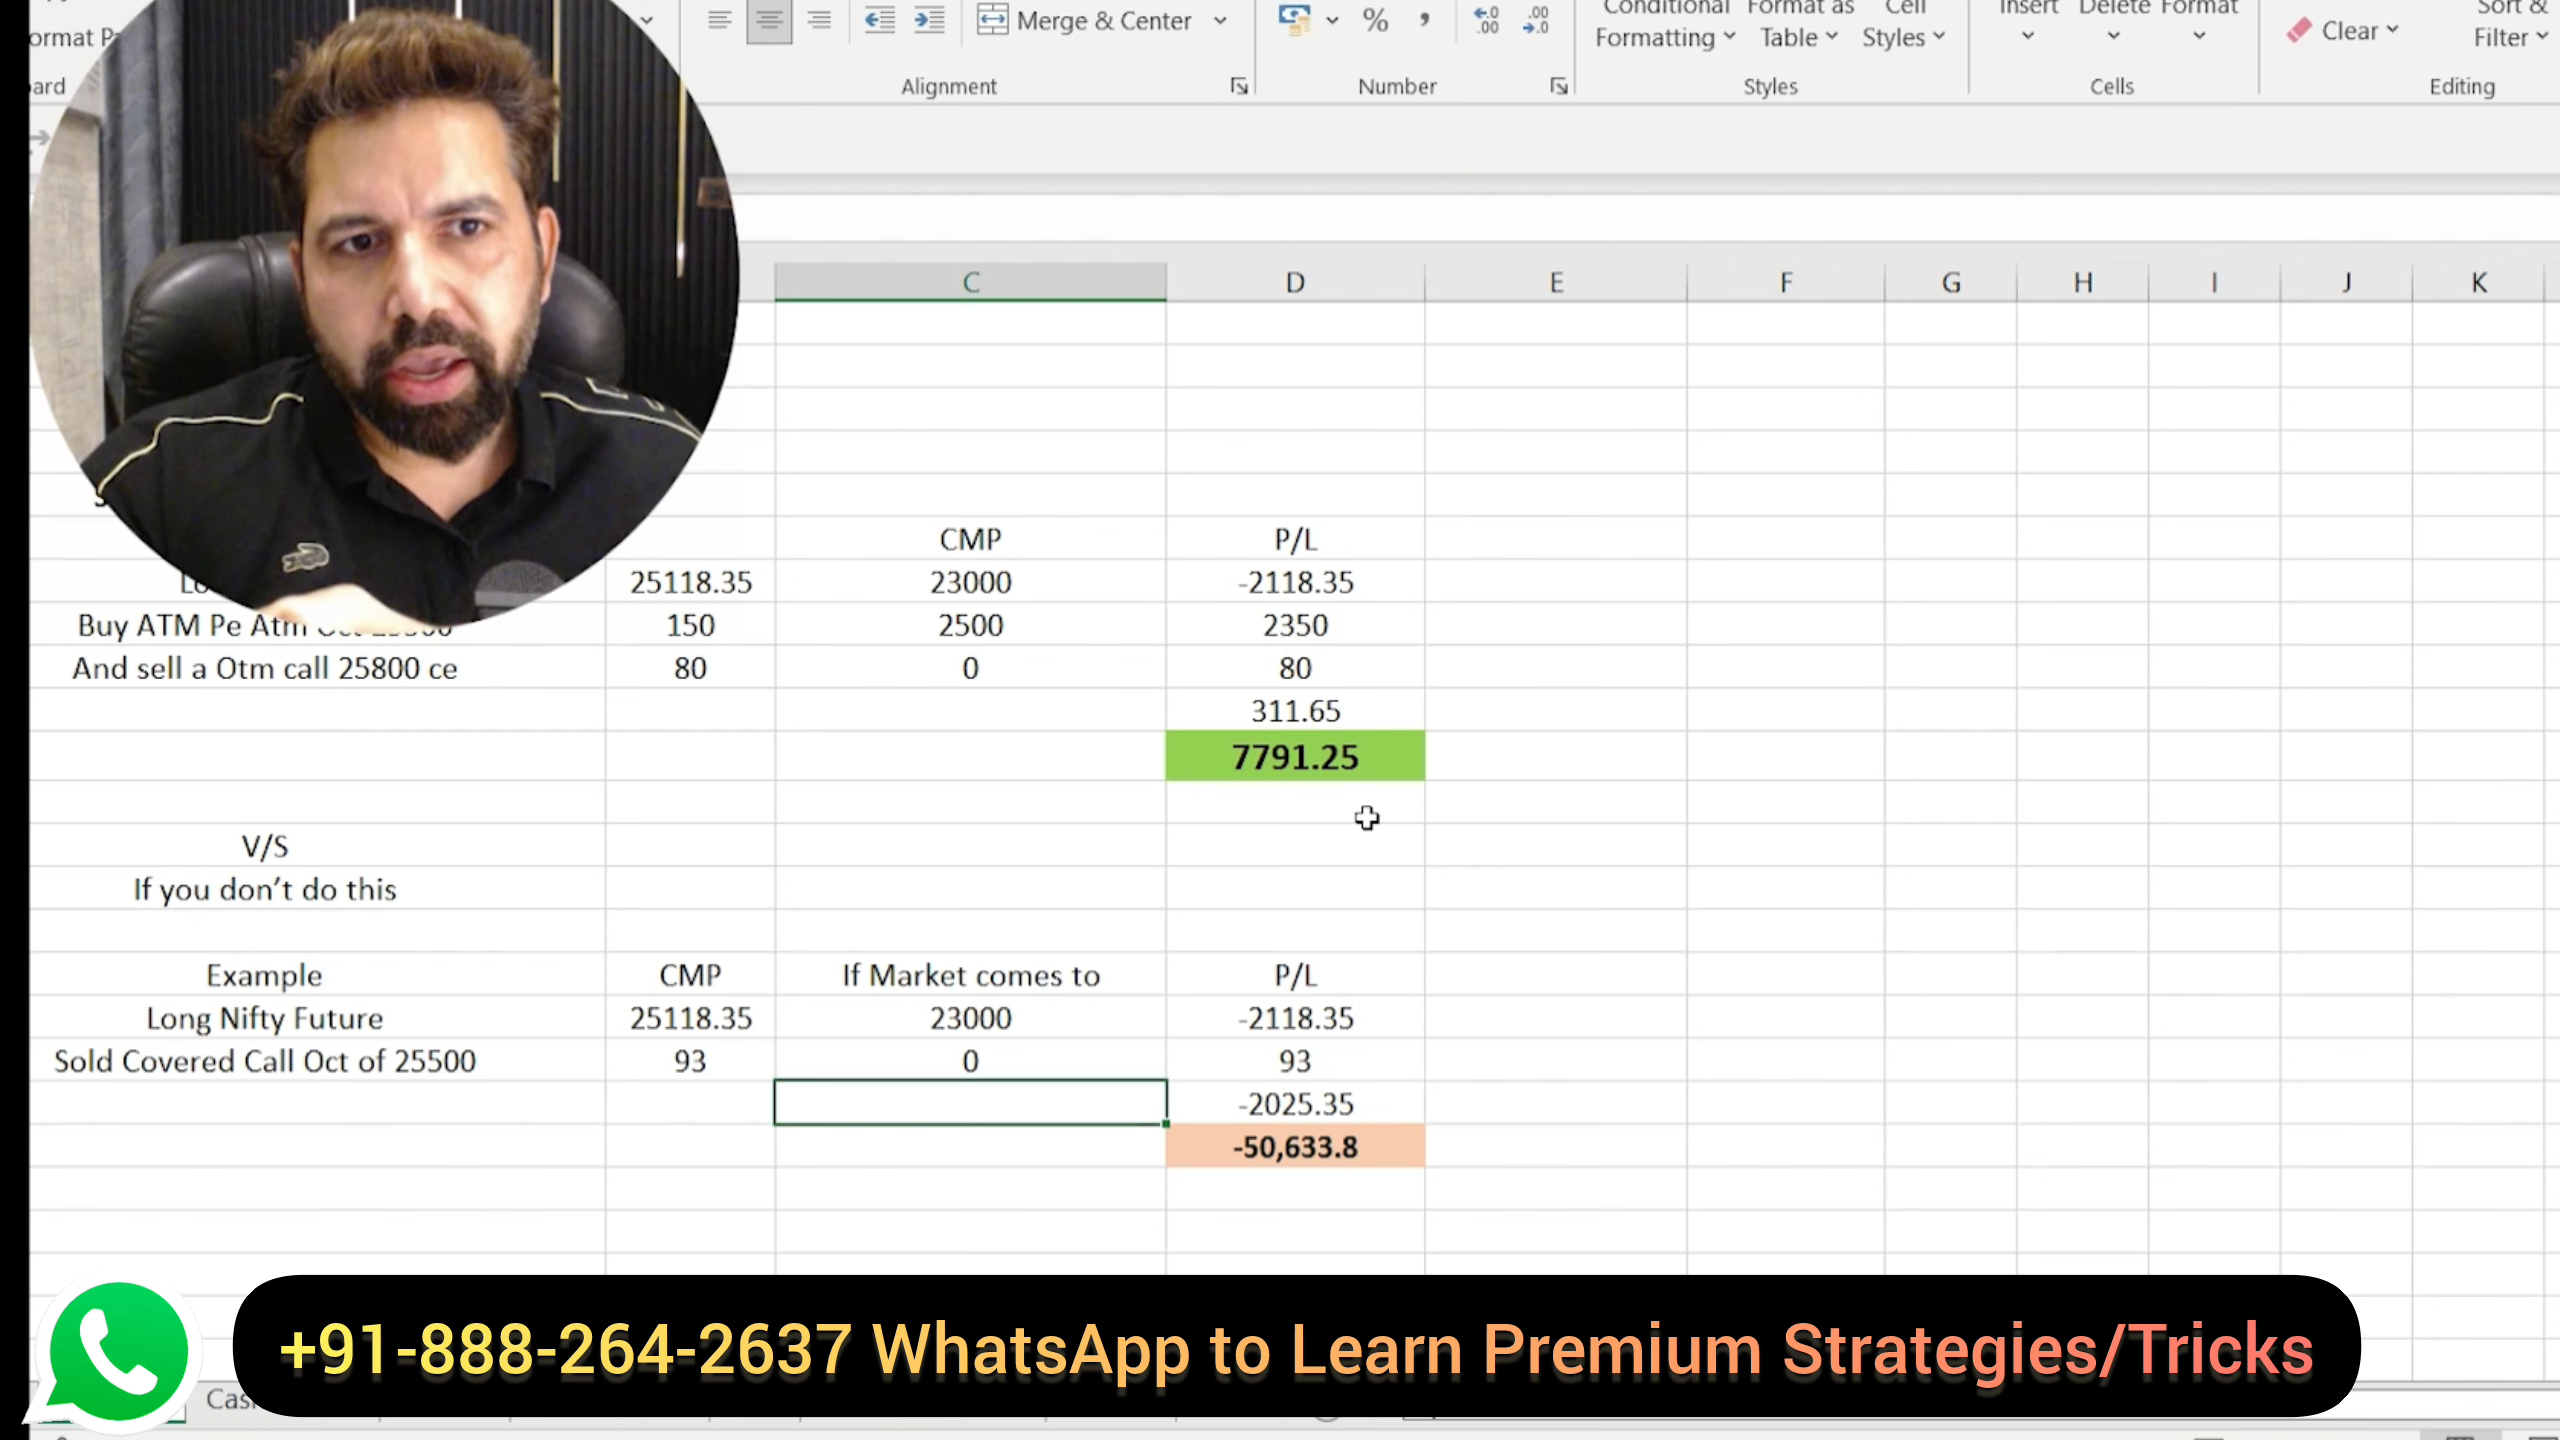 Merge & Center
%
Conditional
Formatting
Format as
Table
Cell
Styles
Insert
Delete
Format
Clear
Sort &
Filter
Alignment
Number
Styles
Cells
Editing
C D E F G H I J K
CMP P/L
25118.35 23000 -2118.35
Buy ATM Pe 150 2500 2350
And sell a Otm call 25800 ce 80 0 80
311.65
7791.25
V/S
If you don’t do this
Example CMP If Market comes to P/L
Long Nifty Future 25118.35 23000 -2118.35
Sold Covered Call Oct of 25500 93 0 93
-2025.35
-50,633.8
+91-888-264-2637 WhatsApp to Learn Premium Strategies/Tricks